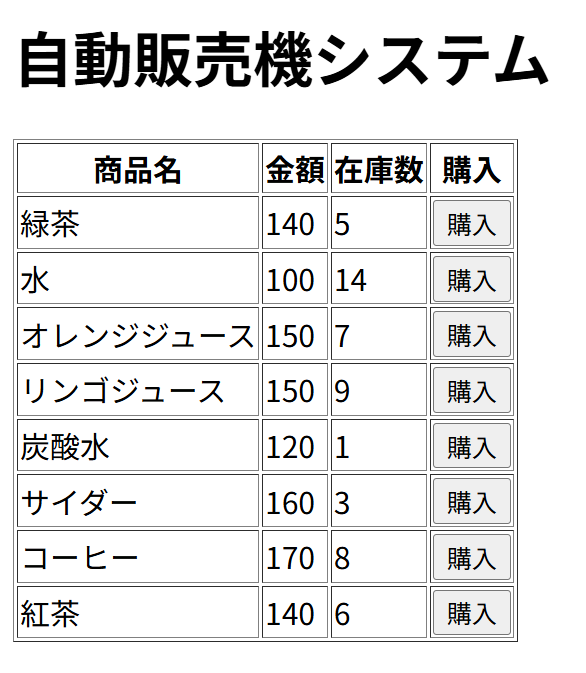 自動販売機システム
商品名 金額 在庫数 購入
緑茶 140 5 購入
水 100 14 購入
オレンジジュース 150 7 購入
リンゴジュース 150 9 購入
炭酸水 120 1 購入
サイダー 160 3 購入
コーヒー 170 8 購入
紅茶 140 6 購入